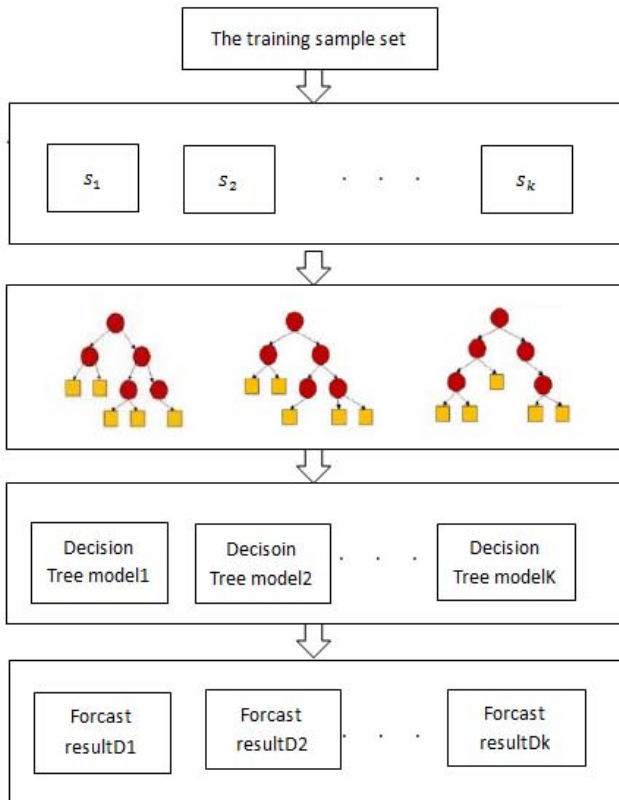 The training sample set
s₁ s₂ . . . sₖ
Decision Decisoin . . . Decision
Tree model1 Tree model2 Tree modelK
Forcast Forcast . . . Forcast
resultD1 resultD2 resultDk